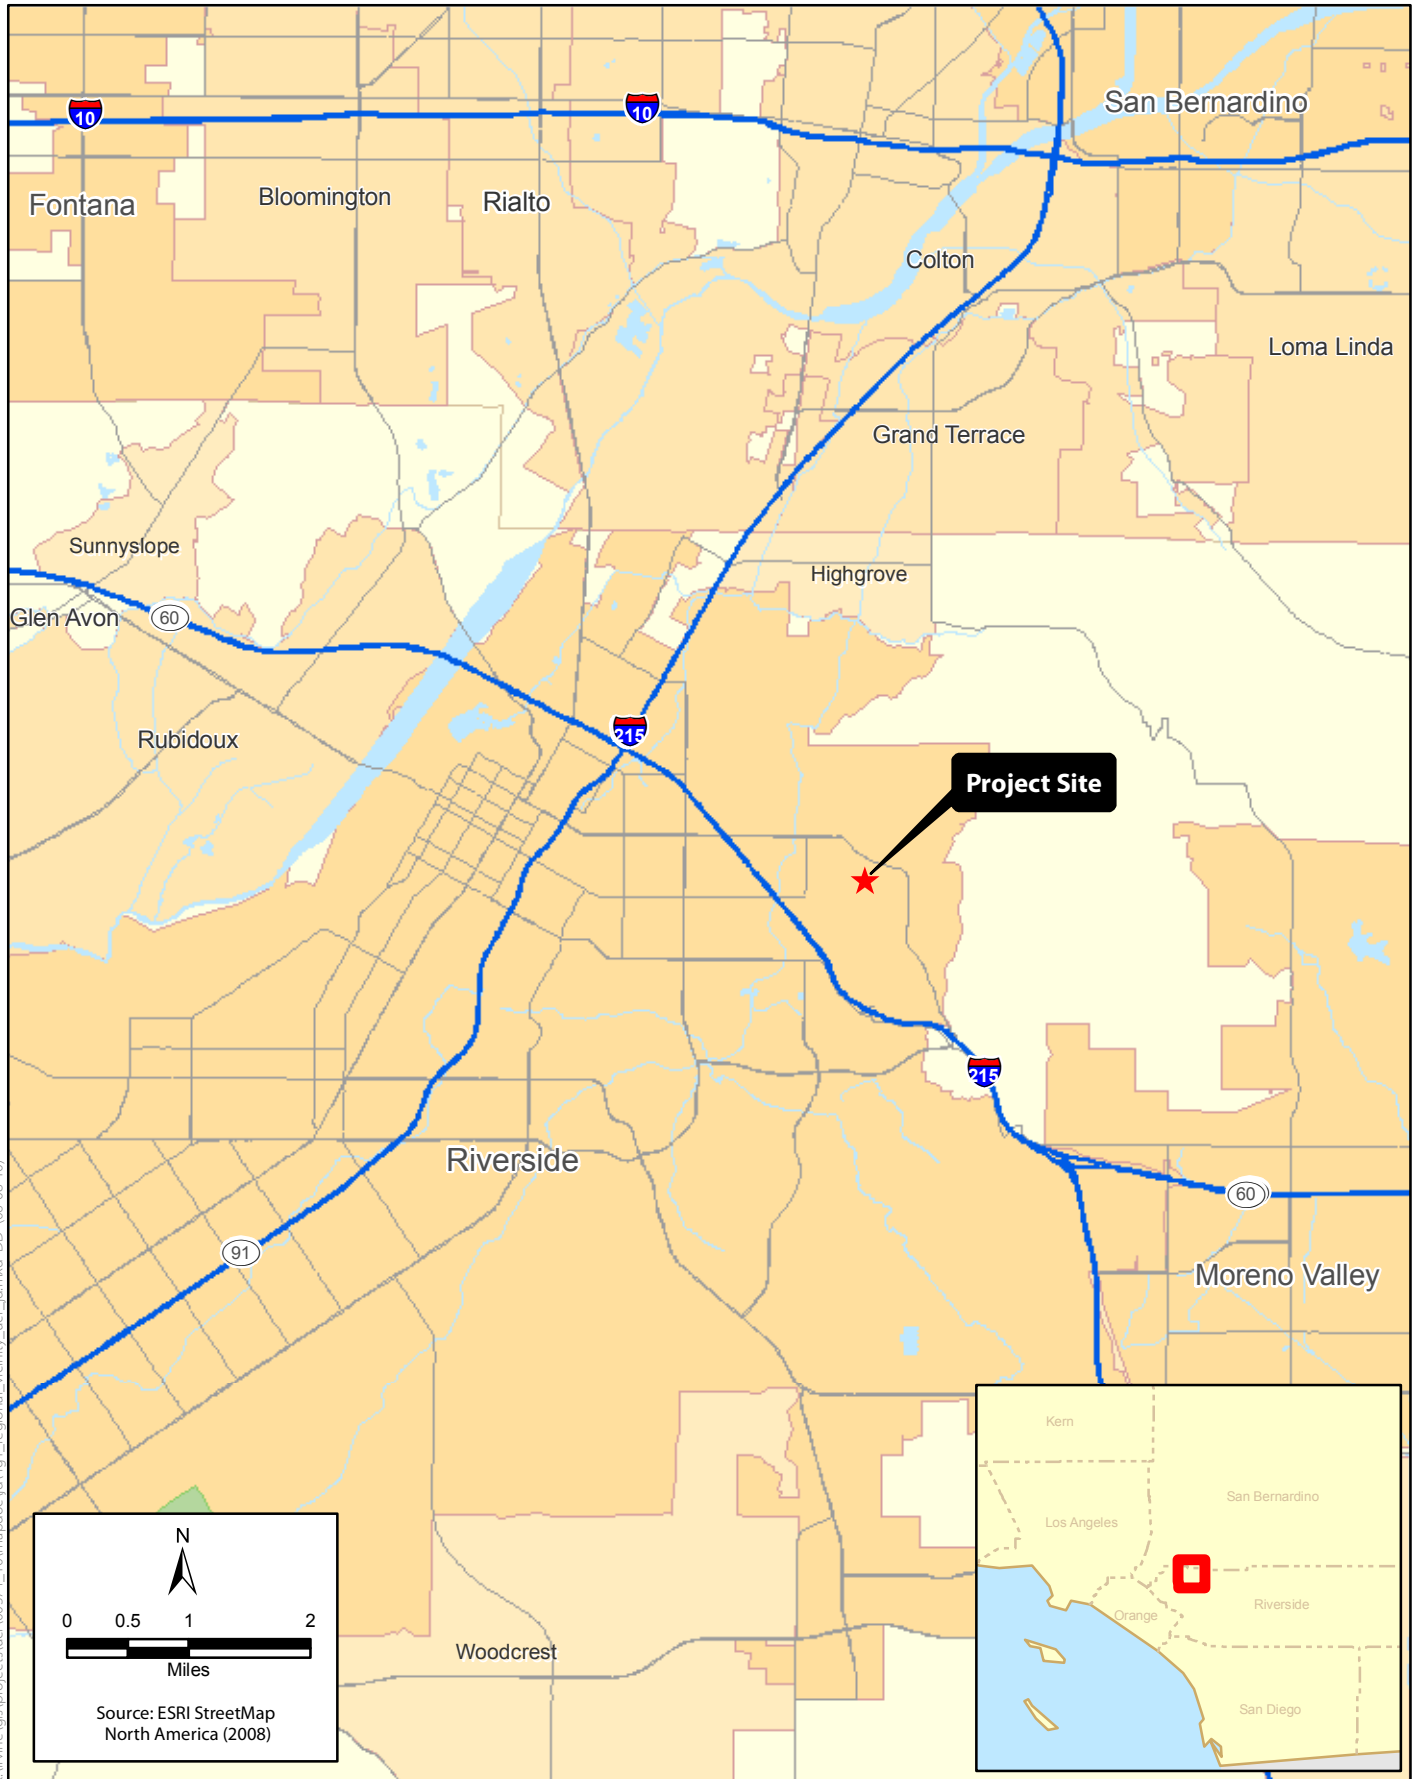 10
10
San Bernardino
Fontana
Bloomington
Rialto
Colton
Loma Linda
Grand Terrace
Sunnyslope
Highgrove
Glen Avon
60
Rubidoux
215
Project Site
215
Riverside
60
91
Moreno Valley
Woodcrest
N
0 0.5 1 2
Miles
Source: ESRI StreetMap
North America (2008)
Kern
San Bernardino
Los Angeles
Orange
Riverside
San Diego